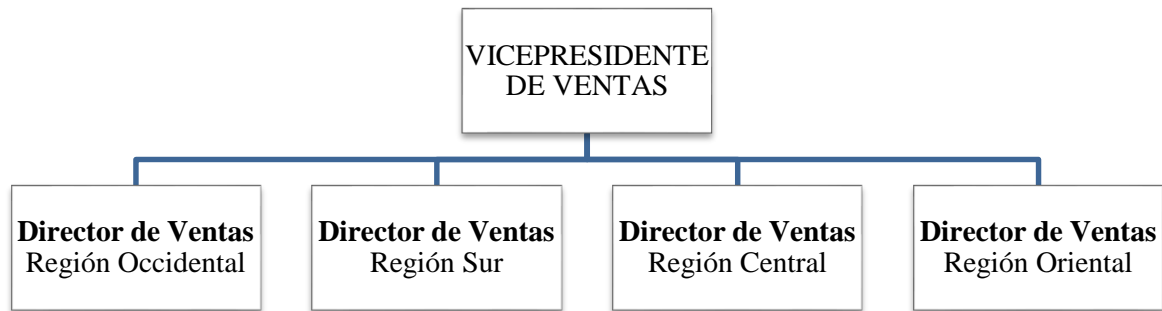 VICEPRESIDENTE
DE VENTAS
Director de Ventas
Región Occidental
Director de Ventas
Región Sur
Director de Ventas
Región Central
Director de Ventas
Región Oriental